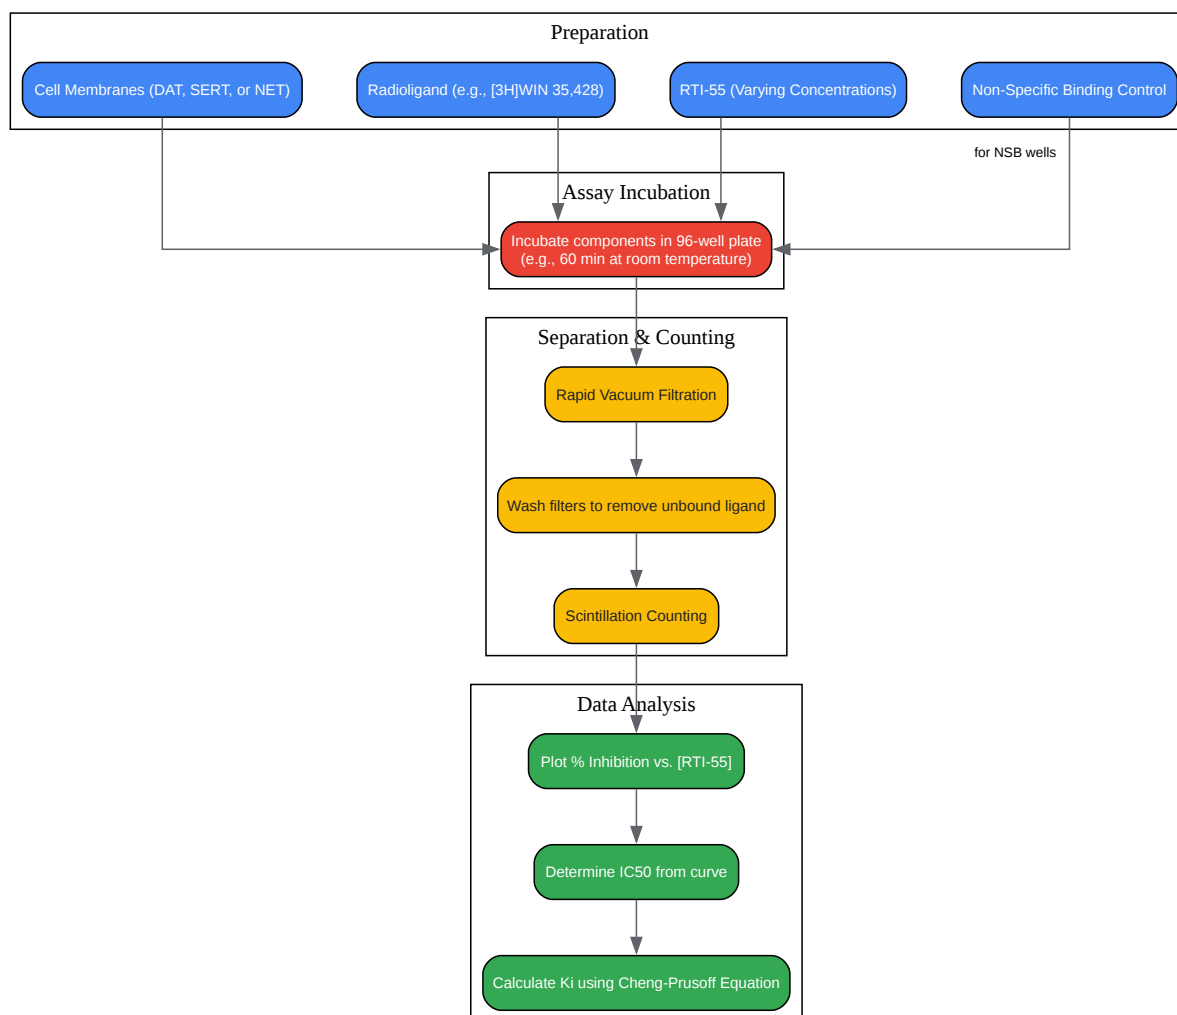 Preparation
Cell Membranes (DAT, SERT, or NET)
Radioligand (e.g., [3H]WIN 35,428)
RTI-55 (Varying Concentrations)
Non-Specific Binding Control
for NSB wells
Assay Incubation
Incubate components in 96-well plate
(e.g., 60 min at room temperature)
Separation & Counting
Rapid Vacuum Filtration
Wash filters to remove unbound ligand
Scintillation Counting
Data Analysis
Plot % Inhibition vs. [RTI-55]
Determine IC50 from curve
Calculate Ki using Cheng-Prusoff Equation